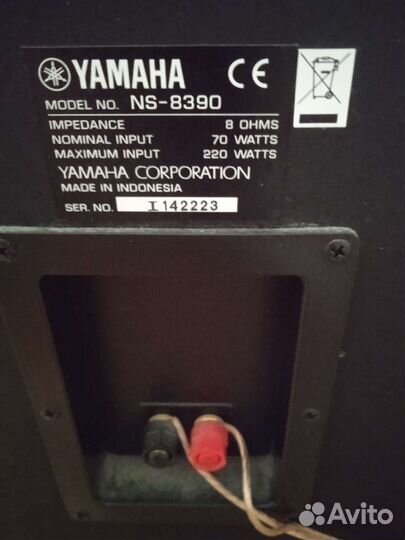 YAMAHA CE
MODEL NO. NS-8390
IMPEDANCE 8 OHMS
NOMINAL INPUT 70 WATTS
MAXIMUM INPUT 220 WATTS
YAMAHA CORPORATION
MADE IN INDONESIA
SER. NO. I 142223
Avito